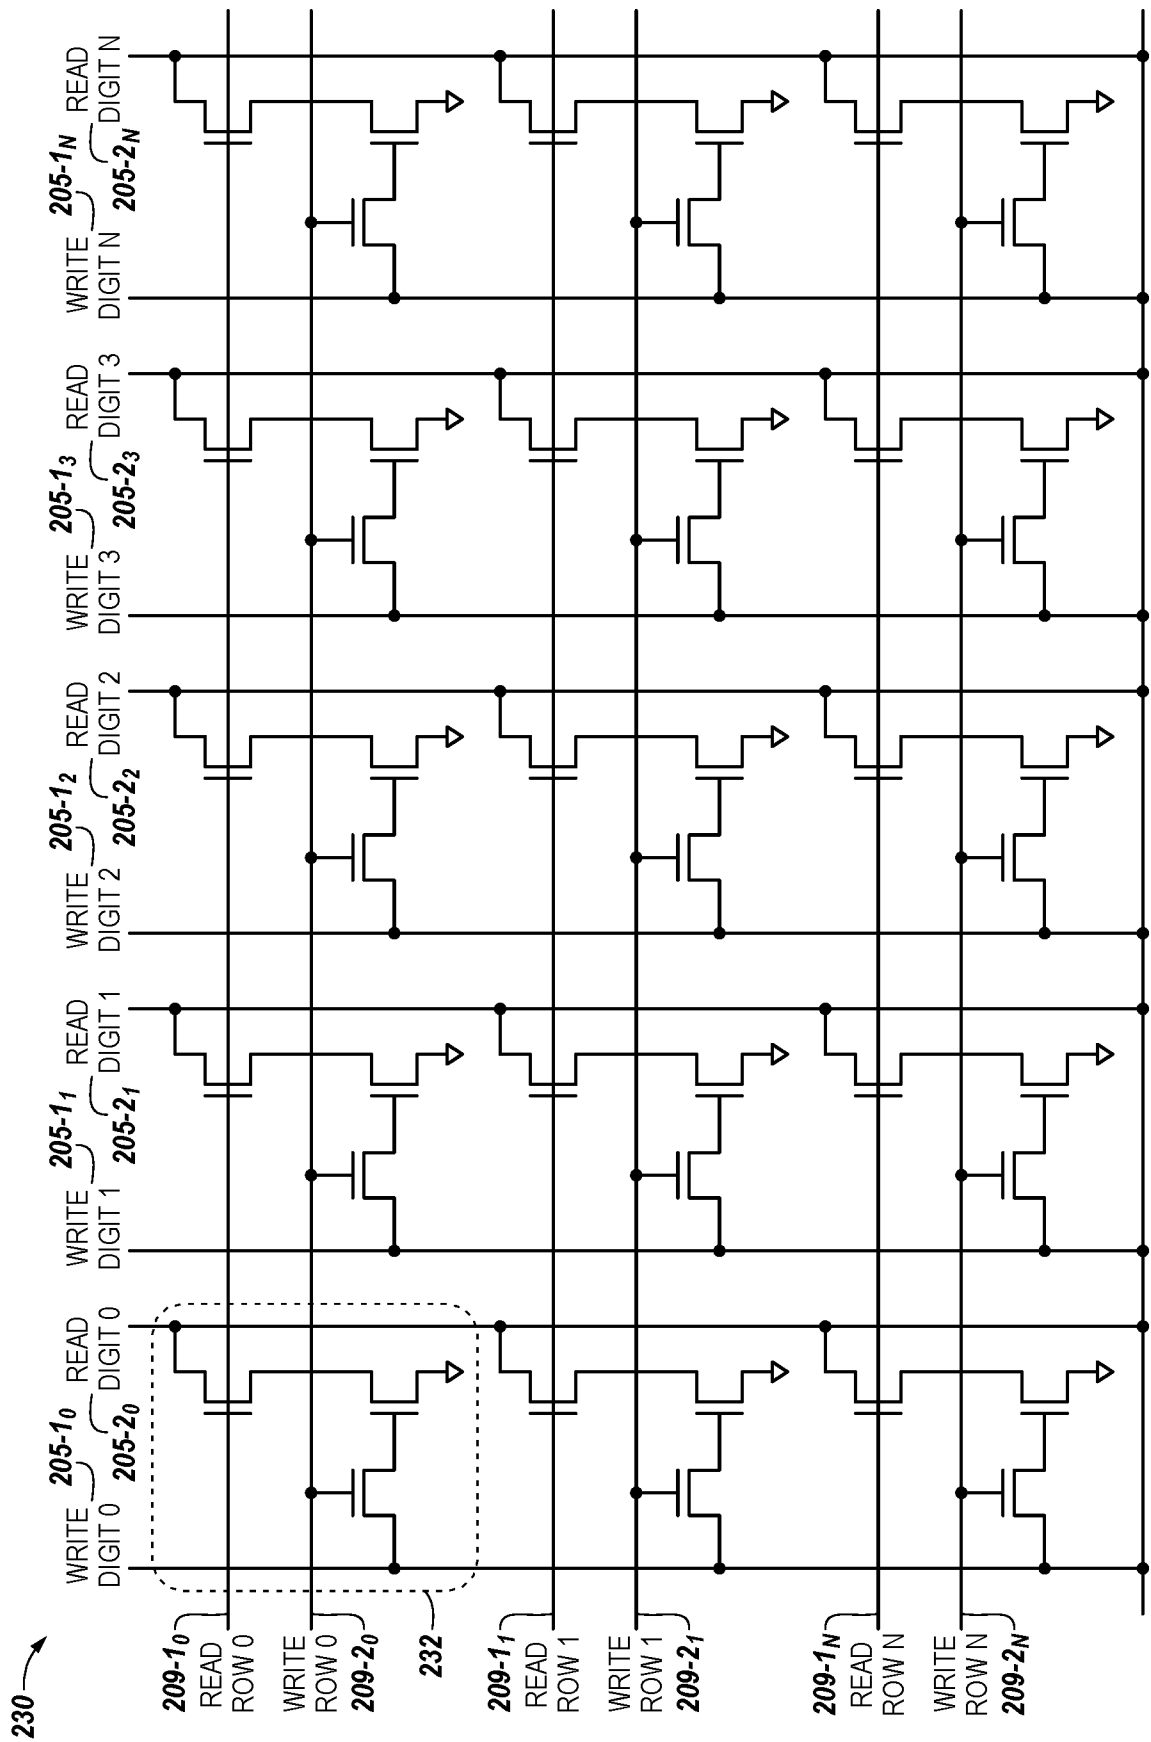 230
WRITE
DIGIT 0
205-1₀
READ
DIGIT 0
205-2₀
WRITE
DIGIT 1
205-1₁
READ
DIGIT 1
205-2₁
WRITE
DIGIT 2
205-1₂
READ
DIGIT 2
205-2₂
WRITE
DIGIT 3
205-1₃
READ
DIGIT 3
205-2₃
WRITE
DIGIT N
205-1N
READ
DIGIT N
205-2N
209-1₀
READ
ROW 0
WRITE
ROW 0
209-2₀
232
209-1₁
READ
ROW 1
WRITE
ROW 1
209-2₁
209-1N
READ
ROW N
WRITE
ROW N
209-2N